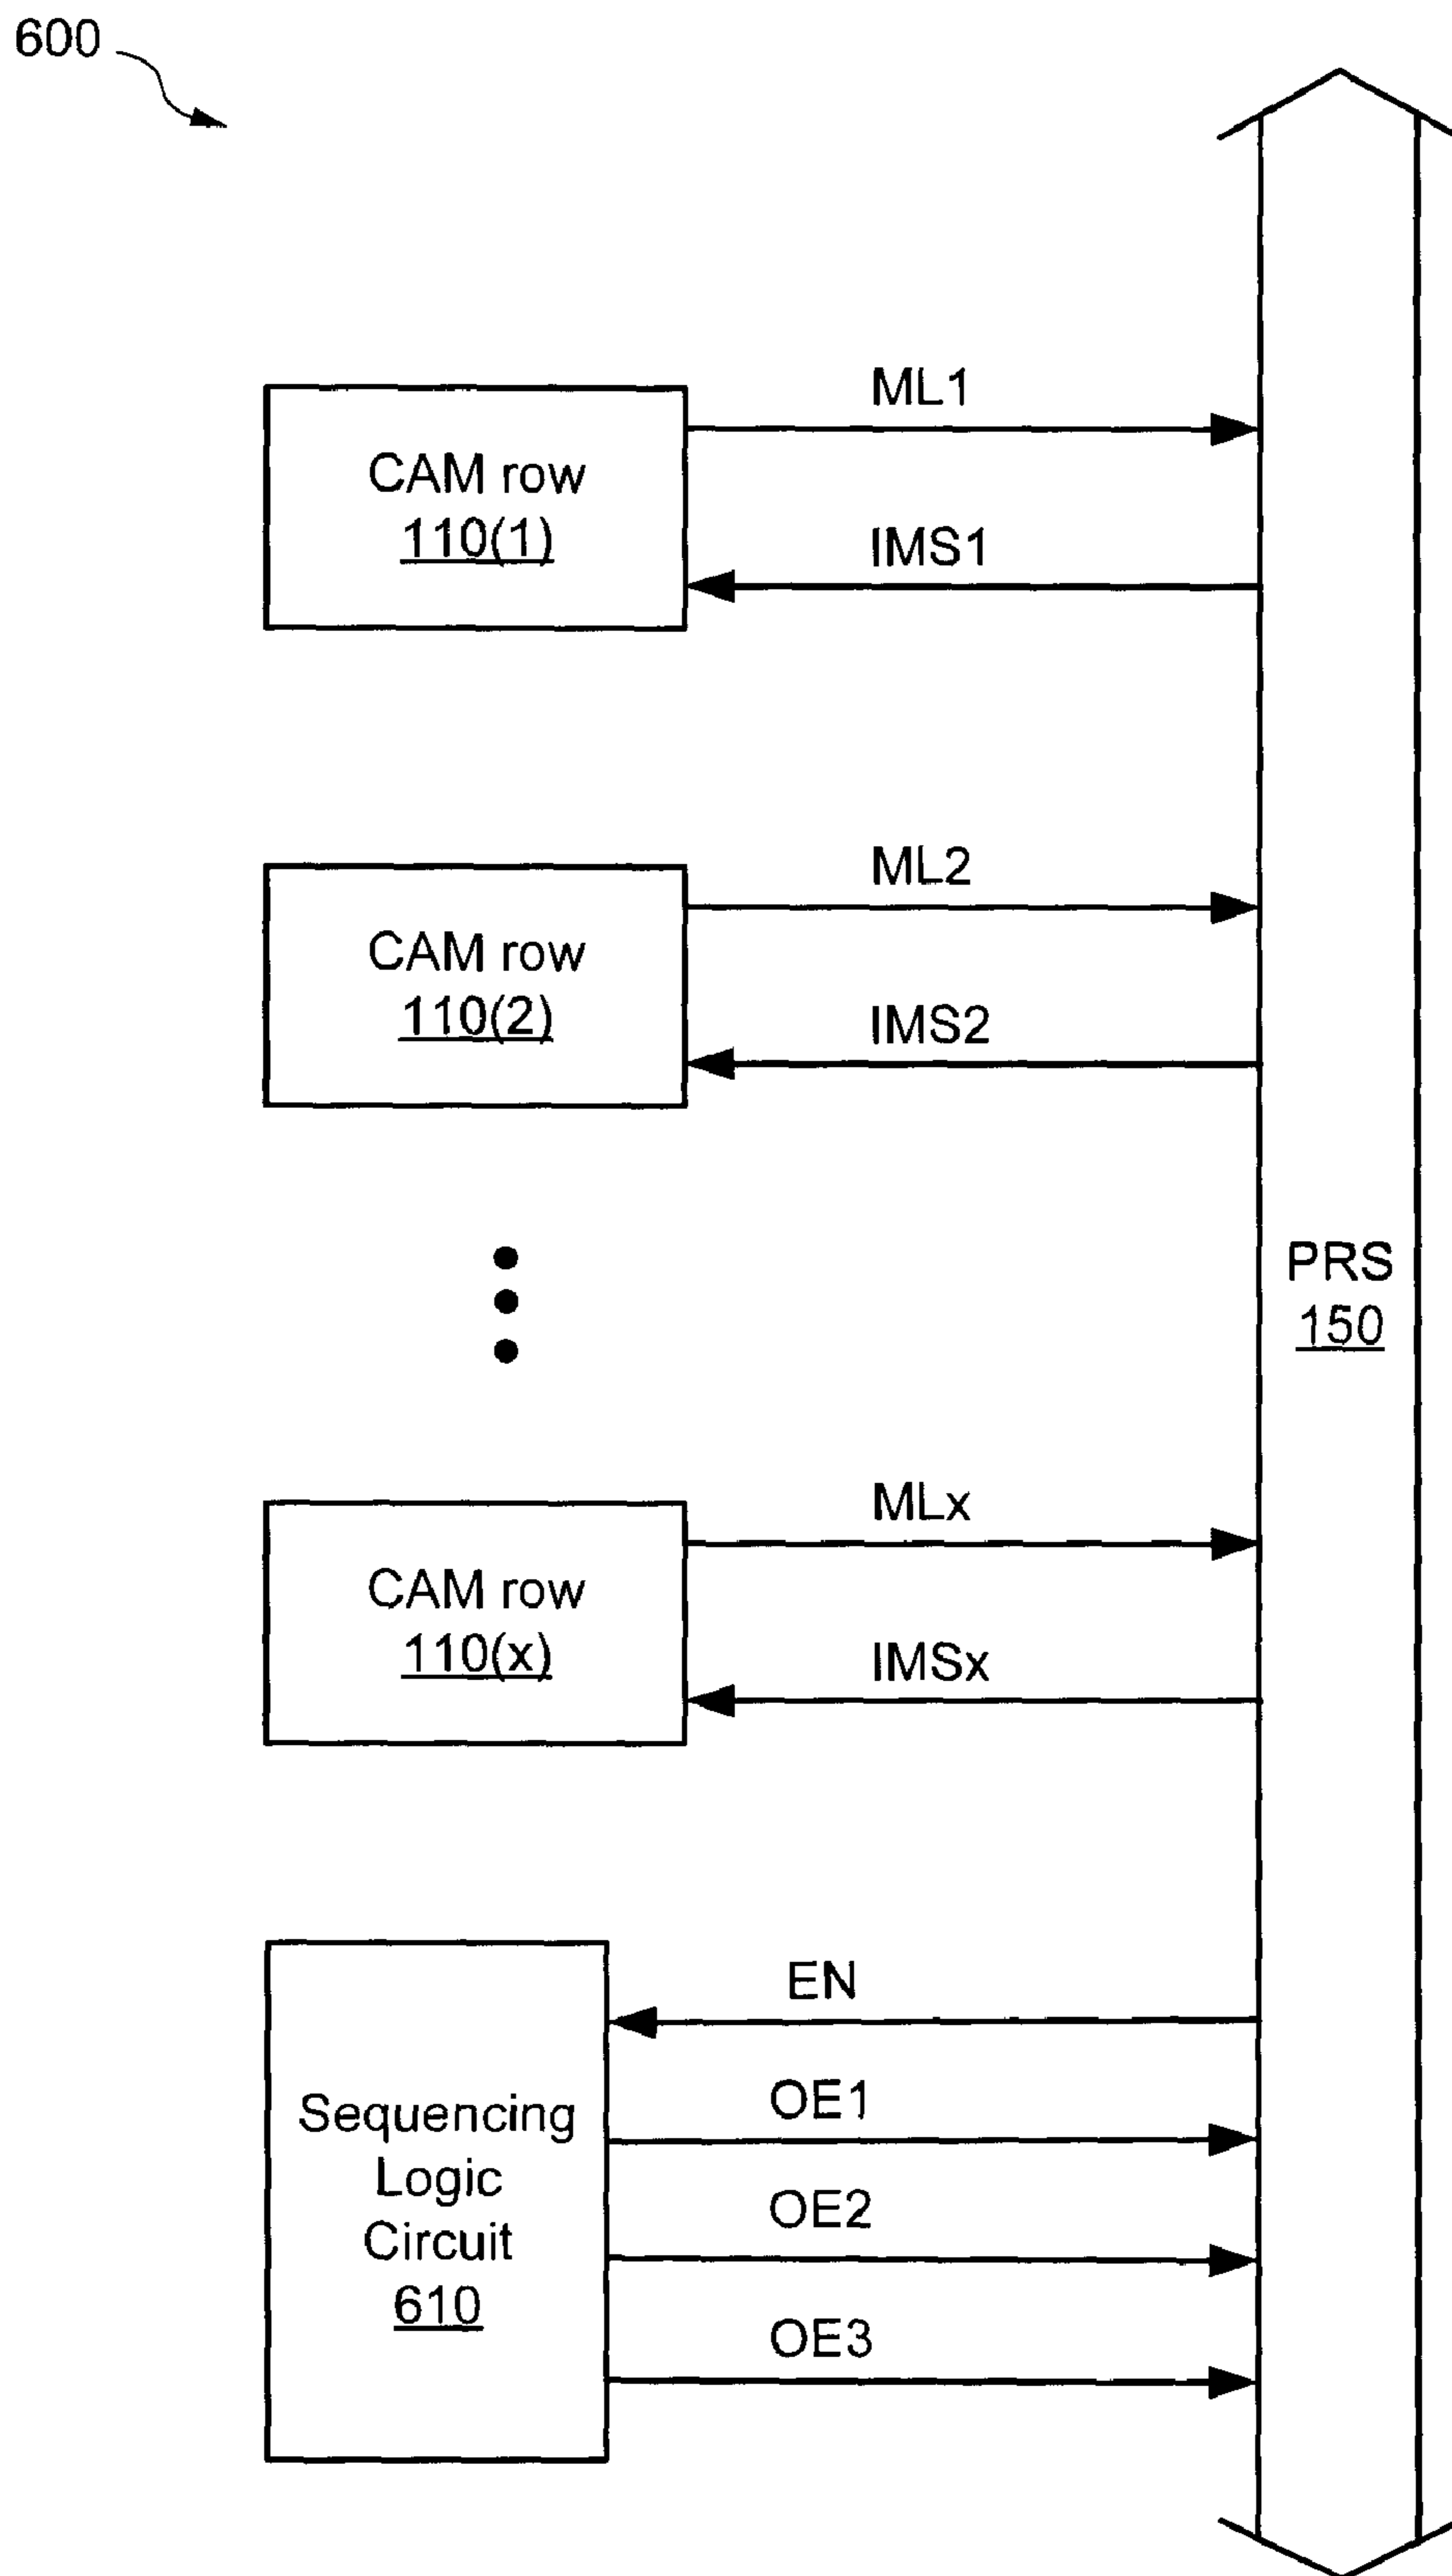 600
ML1
CAM row
110(1)
IMS1
ML2
CAM row
110(2)
IMS2
PRS
150
MLx
CAM row
110(x)
IMSx
EN
Sequencing
Logic
Circuit
610
OE1
OE2
OE3